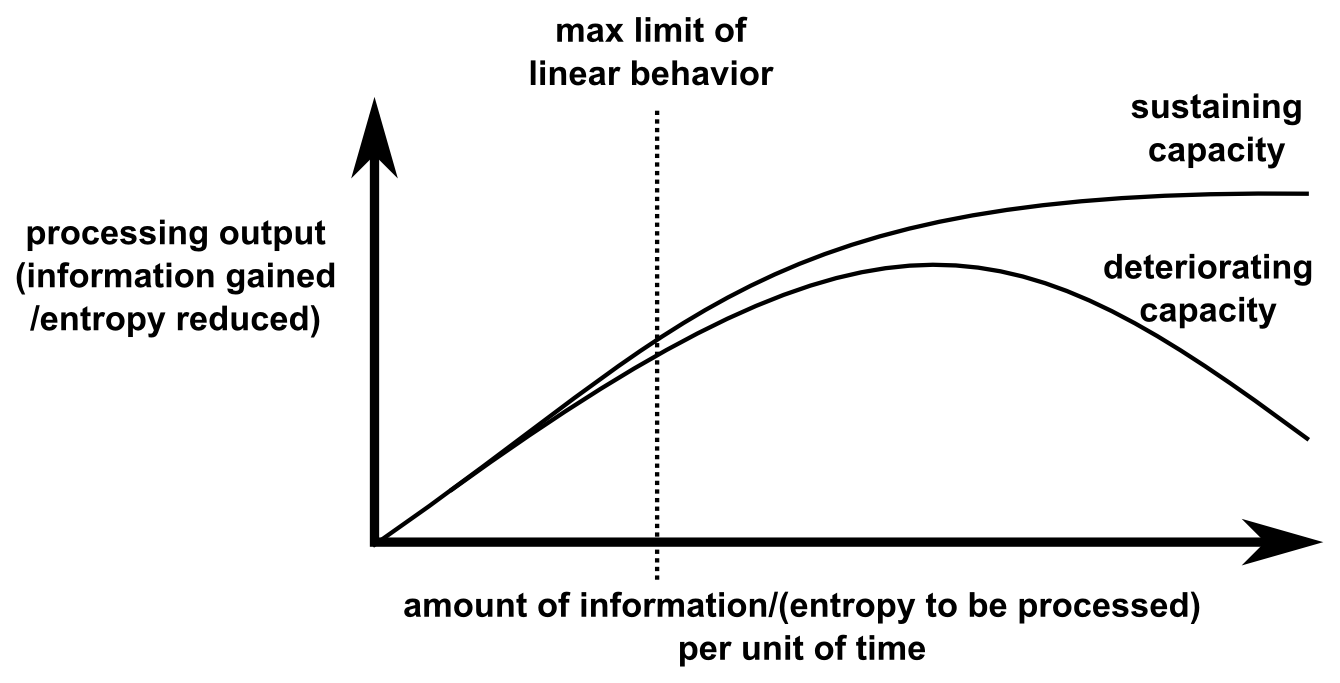 max limit of
linear behavior
sustaining
capacity
processing output
(information gained
/entropy reduced)
deteriorating
capacity
amount of information/(entropy to be processed)
per unit of time